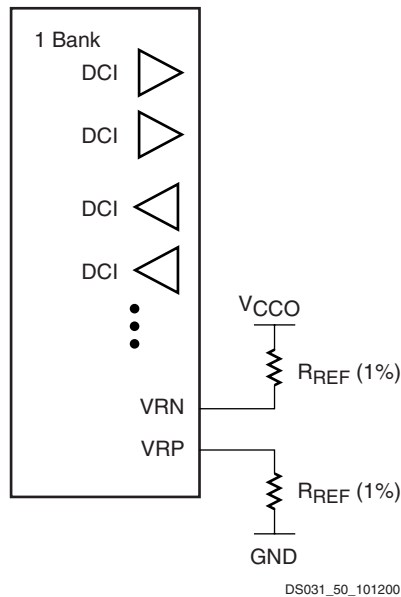 1 Bank
DCI
DCI
DCI
DCI
VCCO
RREF (1%)
VRN
VRP
RREF (1%)
GND
DS031_50_101200